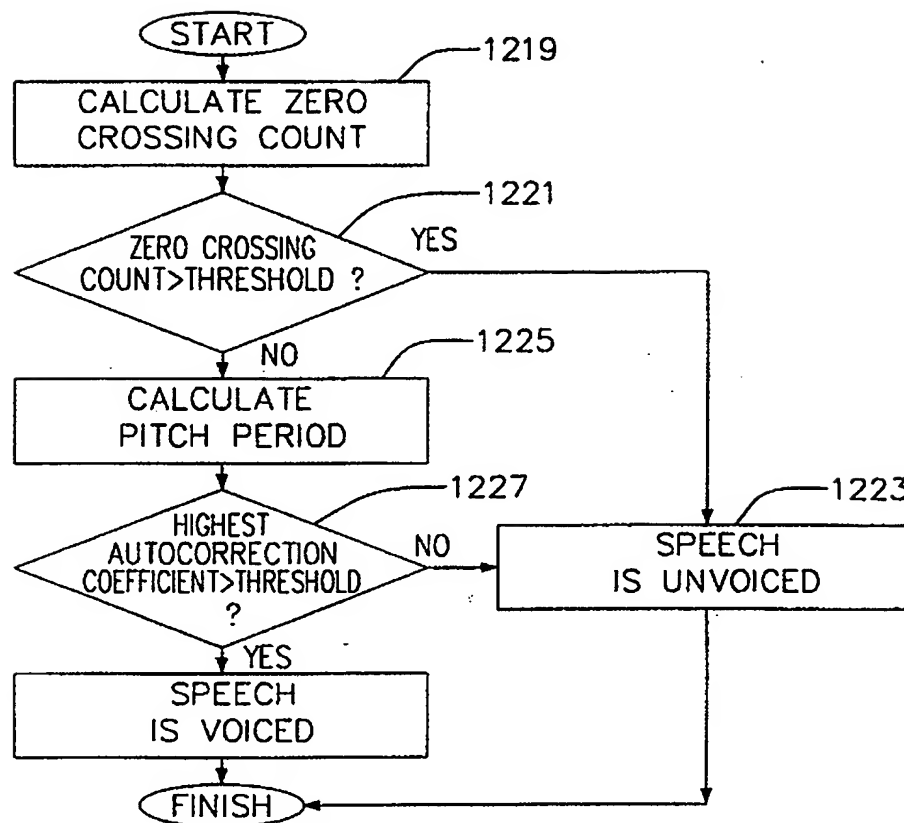 START
1219
CALCULATE ZERO
CROSSING COUNT
1221
ZERO CROSSING
COUNT>THRESHOLD ?
YES
NO
1225
CALCULATE
PITCH PERIOD
1227
HIGHEST
AUTOCORRECTION
COEFFICIENT>THRESHOLD
?
NO
1223
SPEECH
IS UNVOICED
YES
SPEECH
IS VOICED
FINISH